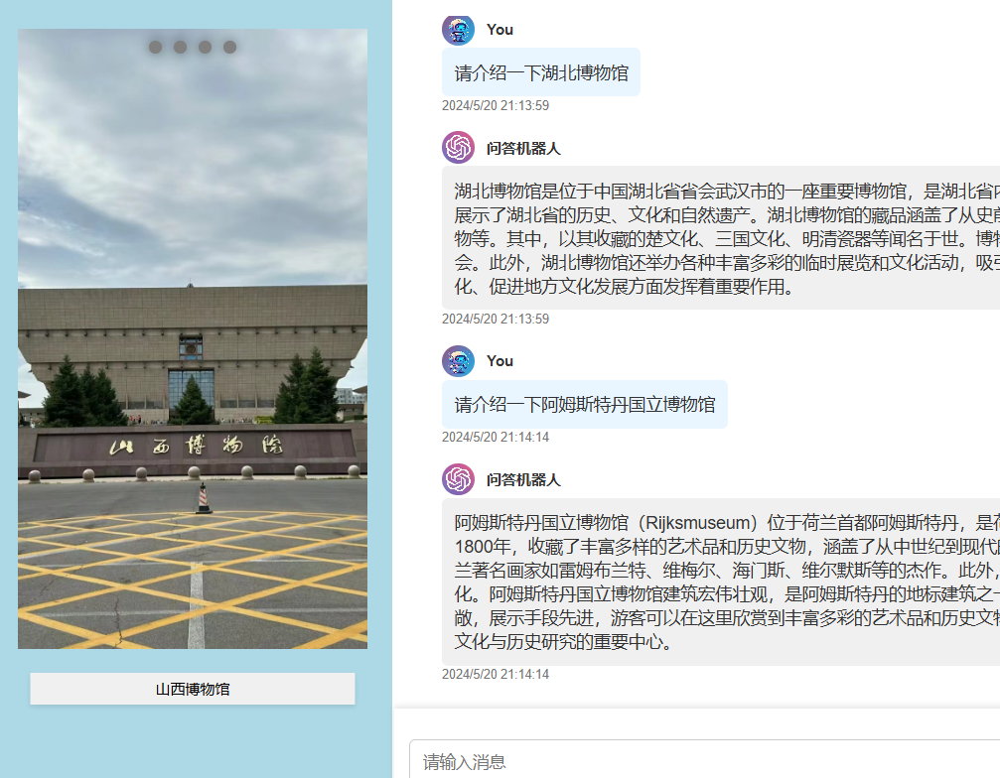 山西博物院
山西博物馆
You
请介绍一下湖北博物馆
2024/5/20 21:13:59
问答机器人
湖北博物馆是位于中国湖北省省会武汉市的一座重要博物馆，是湖北省内
展示了湖北省的历史、文化和自然遗产。湖北博物馆的藏品涵盖了从史前
物等。其中，以其收藏的楚文化、三国文化、明清瓷器等闻名于世。博物
会。此外，湖北博物馆还举办各种丰富多彩的临时展览和文化活动，吸引
化、促进地方文化发展方面发挥着重要作用。
2024/5/20 21:13:59
You
请介绍一下阿姆斯特丹国立博物馆
2024/5/20 21:14:14
问答机器人
阿姆斯特丹国立博物馆（Rijksmuseum）位于荷兰首都阿姆斯特丹，是荷
1800年，收藏了丰富多样的艺术品和历史文物，涵盖了从中世纪到现代
兰著名画家如雷姆布兰特、维梅尔、海门斯、维尔默斯等的杰作。此外，
化。阿姆斯特丹国立博物馆建筑宏伟壮观，是阿姆斯特丹的地标建筑之一
敞，展示手段先进，游客可以在这里欣赏到丰富多彩的艺术品和历史文物
文化与历史研究的重要中心。
2024/5/20 21:14:14
请输入消息